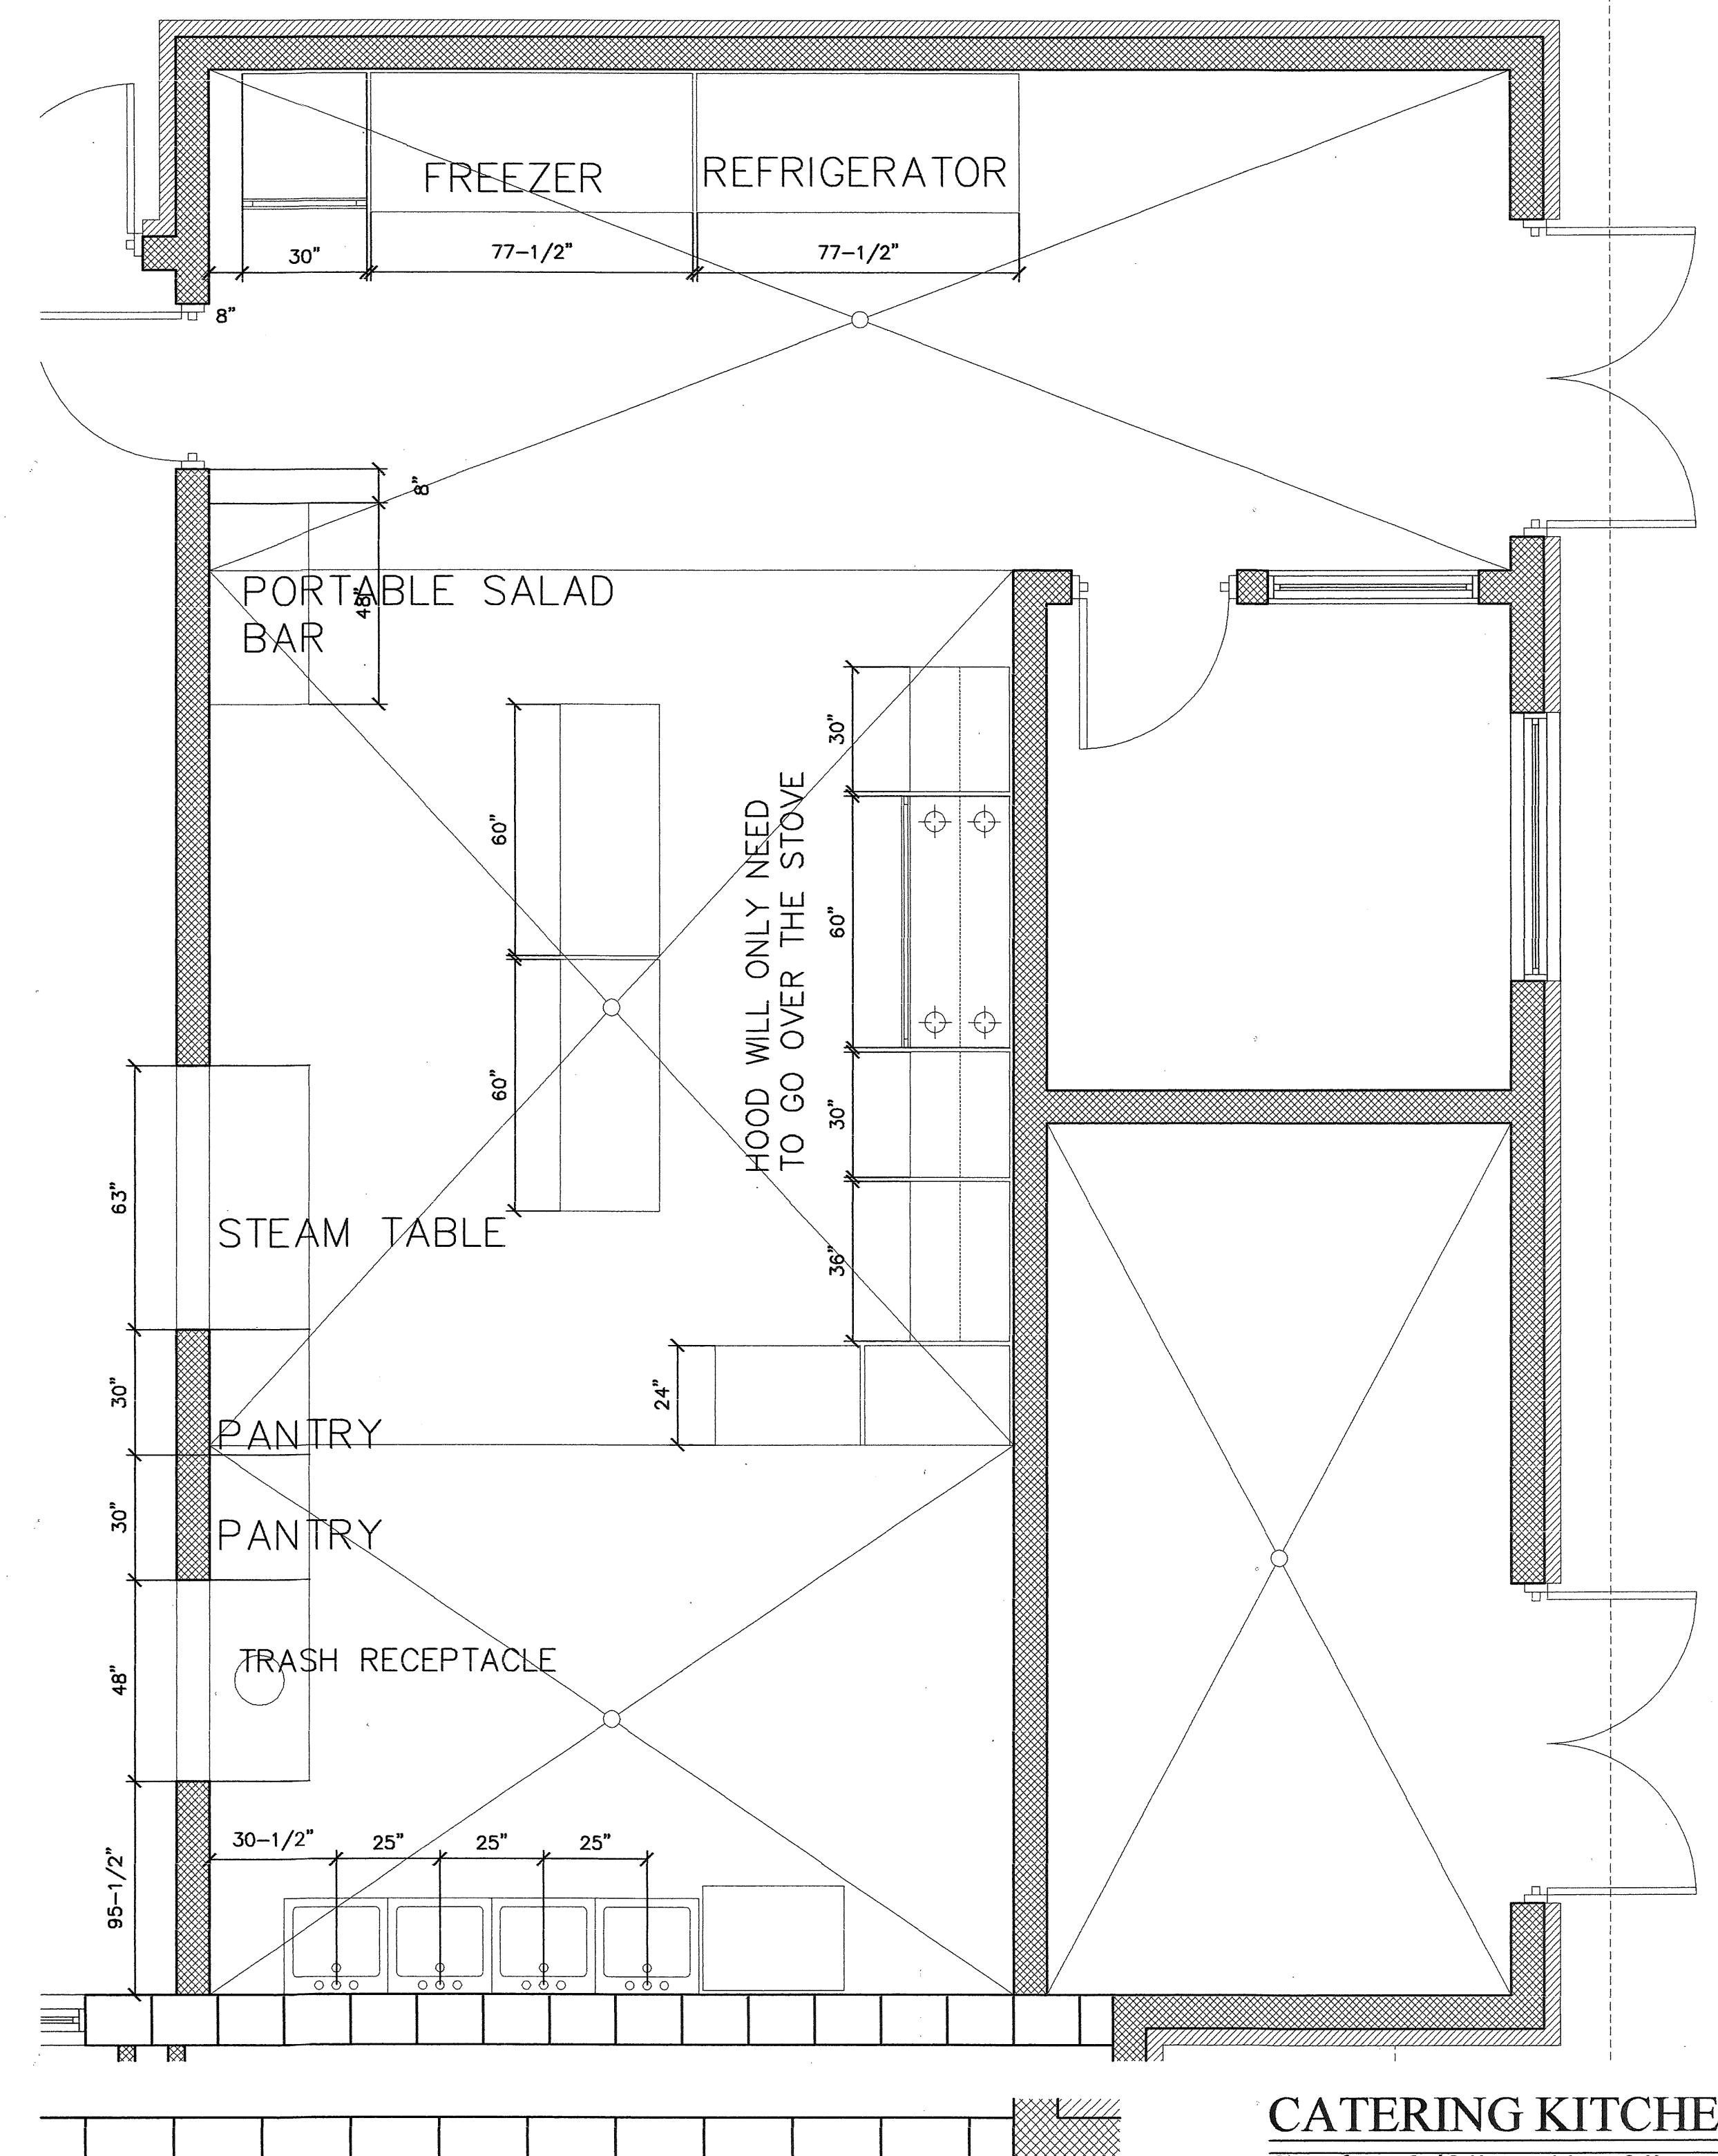 FREEZER
REFRIGERATOR
30"
77-1/2"
77-1/2"
8"
8"
PORTABLE SALAD
BAR
48"
30"
60"
HOOD WILL ONLY NEED
TO GO OVER THE STOVE
60"
60"
30"
63"
STEAM TABLE
36"
24"
30"
PANTRY
30"
PANTRY
TRASH RECEPTACLE
48"
30-1/2"
25"
25"
25"
95-1/2"
CATERING KITCHE